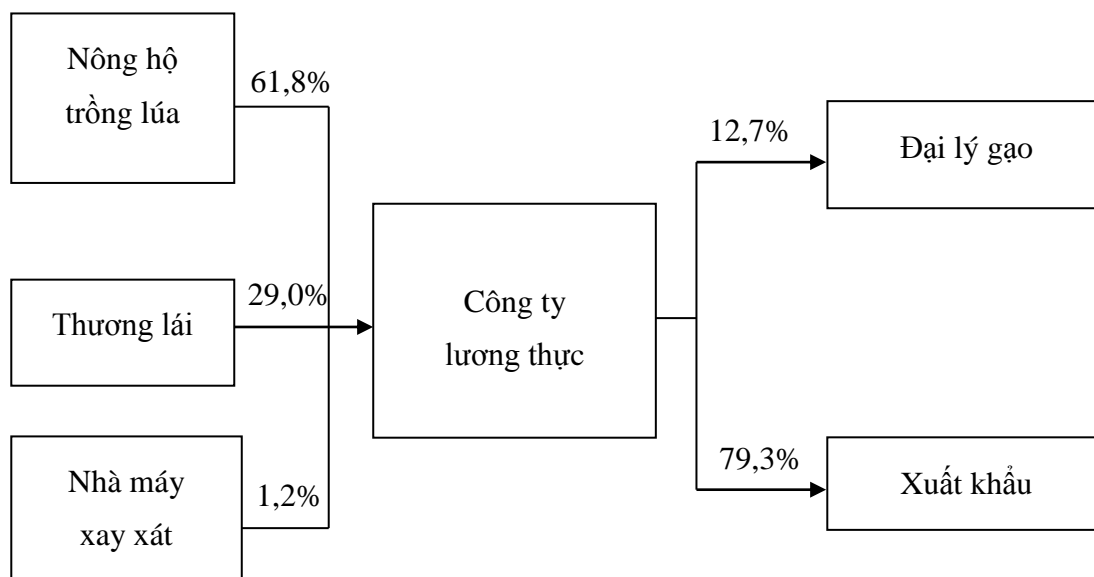 Nông hộ
trồng lúa
61,8%
Thương lái
29,0%
Nhà máy
xay xát
1,2%
Công ty
lương thực
12,7%
Đại lý gạo
79,3%
Xuất khẩu